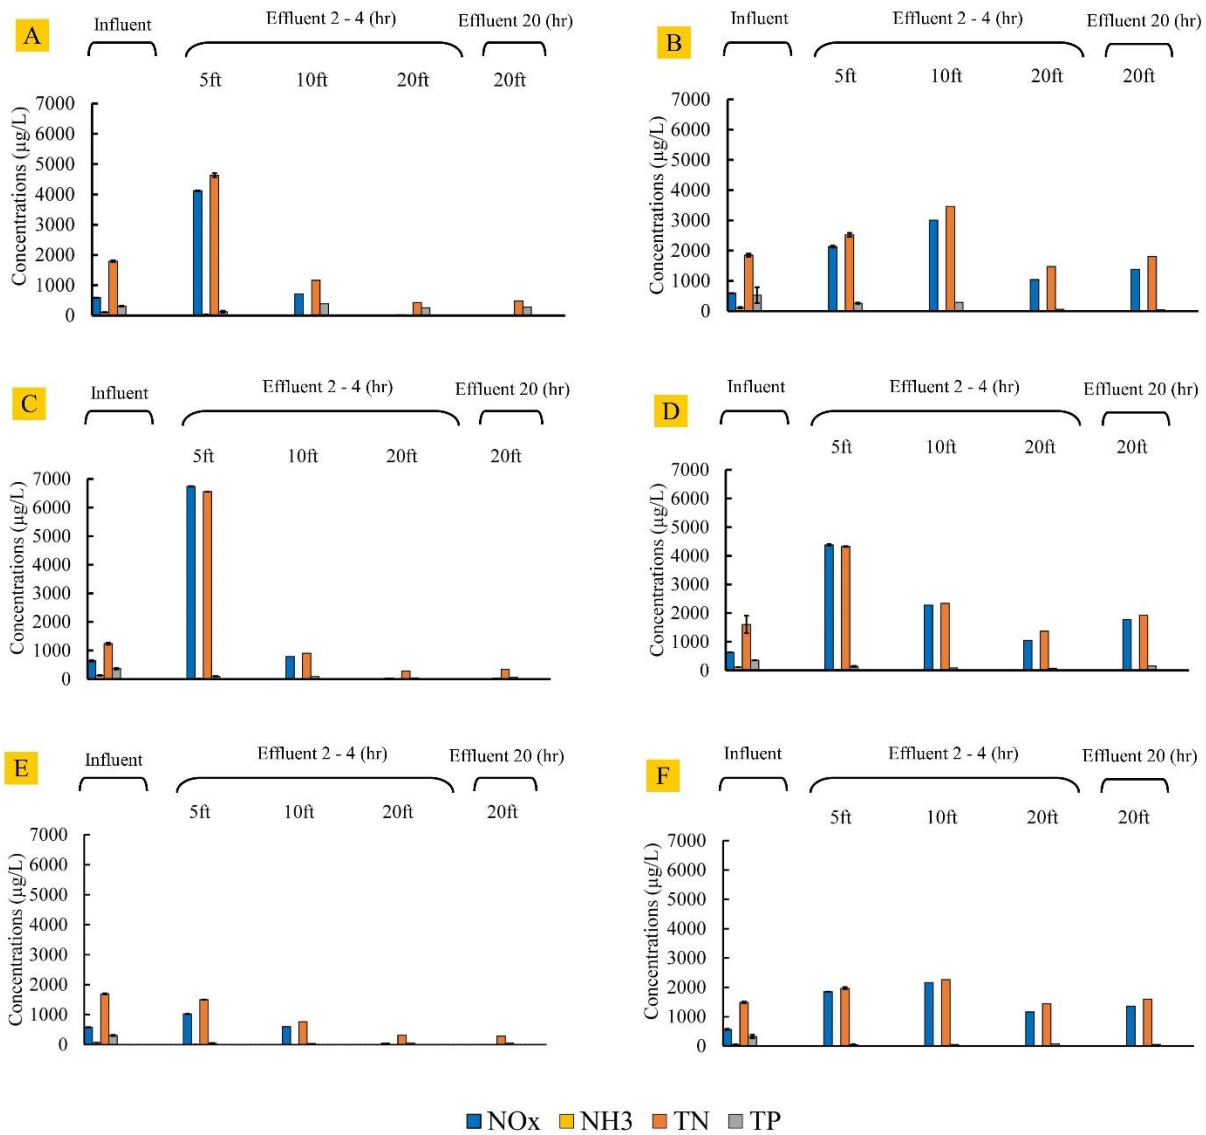 A
Influent
Effluent 2 - 4 (hr)
Effluent 20 (hr)
5ft
10ft
20ft
20ft
Concentrations (µg/L)
7000
6000
5000
4000
3000
2000
1000
0
B
Influent
Effluent 2 - 4 (hr)
Effluent 20 (hr)
5ft
10ft
20ft
20ft
Concentrations (µg/L)
7000
6000
5000
4000
3000
2000
1000
0
C
Influent
Effluent 2 - 4 (hr)
Effluent 20 (hr)
5ft
10ft
20ft
20ft
Concentrations (µg/L)
7000
6000
5000
4000
3000
2000
1000
0
D
Influent
Effluent 2 - 4 (hr)
Effluent 20 (hr)
5ft
10ft
20ft
20ft
Concentrations (µg/L)
7000
6000
5000
4000
3000
2000
1000
0
E
Influent
Effluent 2 - 4 (hr)
Effluent 20 (hr)
5ft
10ft
20ft
20ft
Concentrations (µg/L)
7000
6000
5000
4000
3000
2000
1000
0
F
Influent
Effluent 2 - 4 (hr)
Effluent 20 (hr)
5ft
10ft
20ft
20ft
Concentrations (µg/L)
7000
6000
5000
4000
3000
2000
1000
0
NOx NH3 TN TP